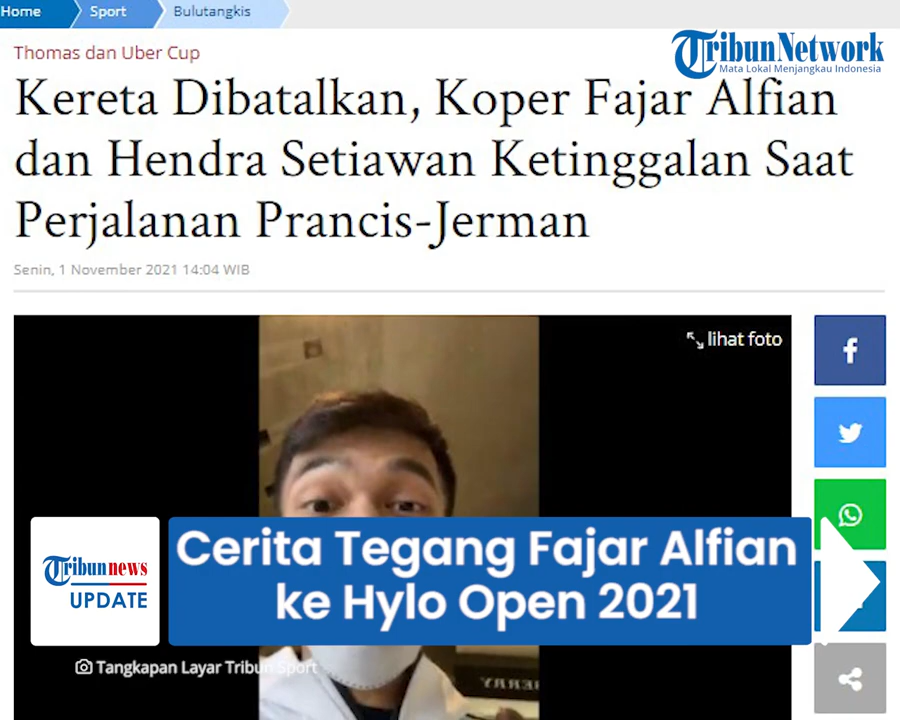 Home Sport Bulutangkis
TribunNetwork
Mata Lokal Menjangkau Indonesia
Thomas dan Uber Cup
Kereta Dibatalkan, Koper Fajar Alfian
dan Hendra Setiawan Ketinggalan Saat
Perjalanan Prancis-Jerman
Senin, 1 November 2021 14:04 WIB
lihat foto
Tribunnews
UPDATE
Cerita Tegang Fajar Alfian
ke Hylo Open 2021
Tangkapan Layar Tribun Sport